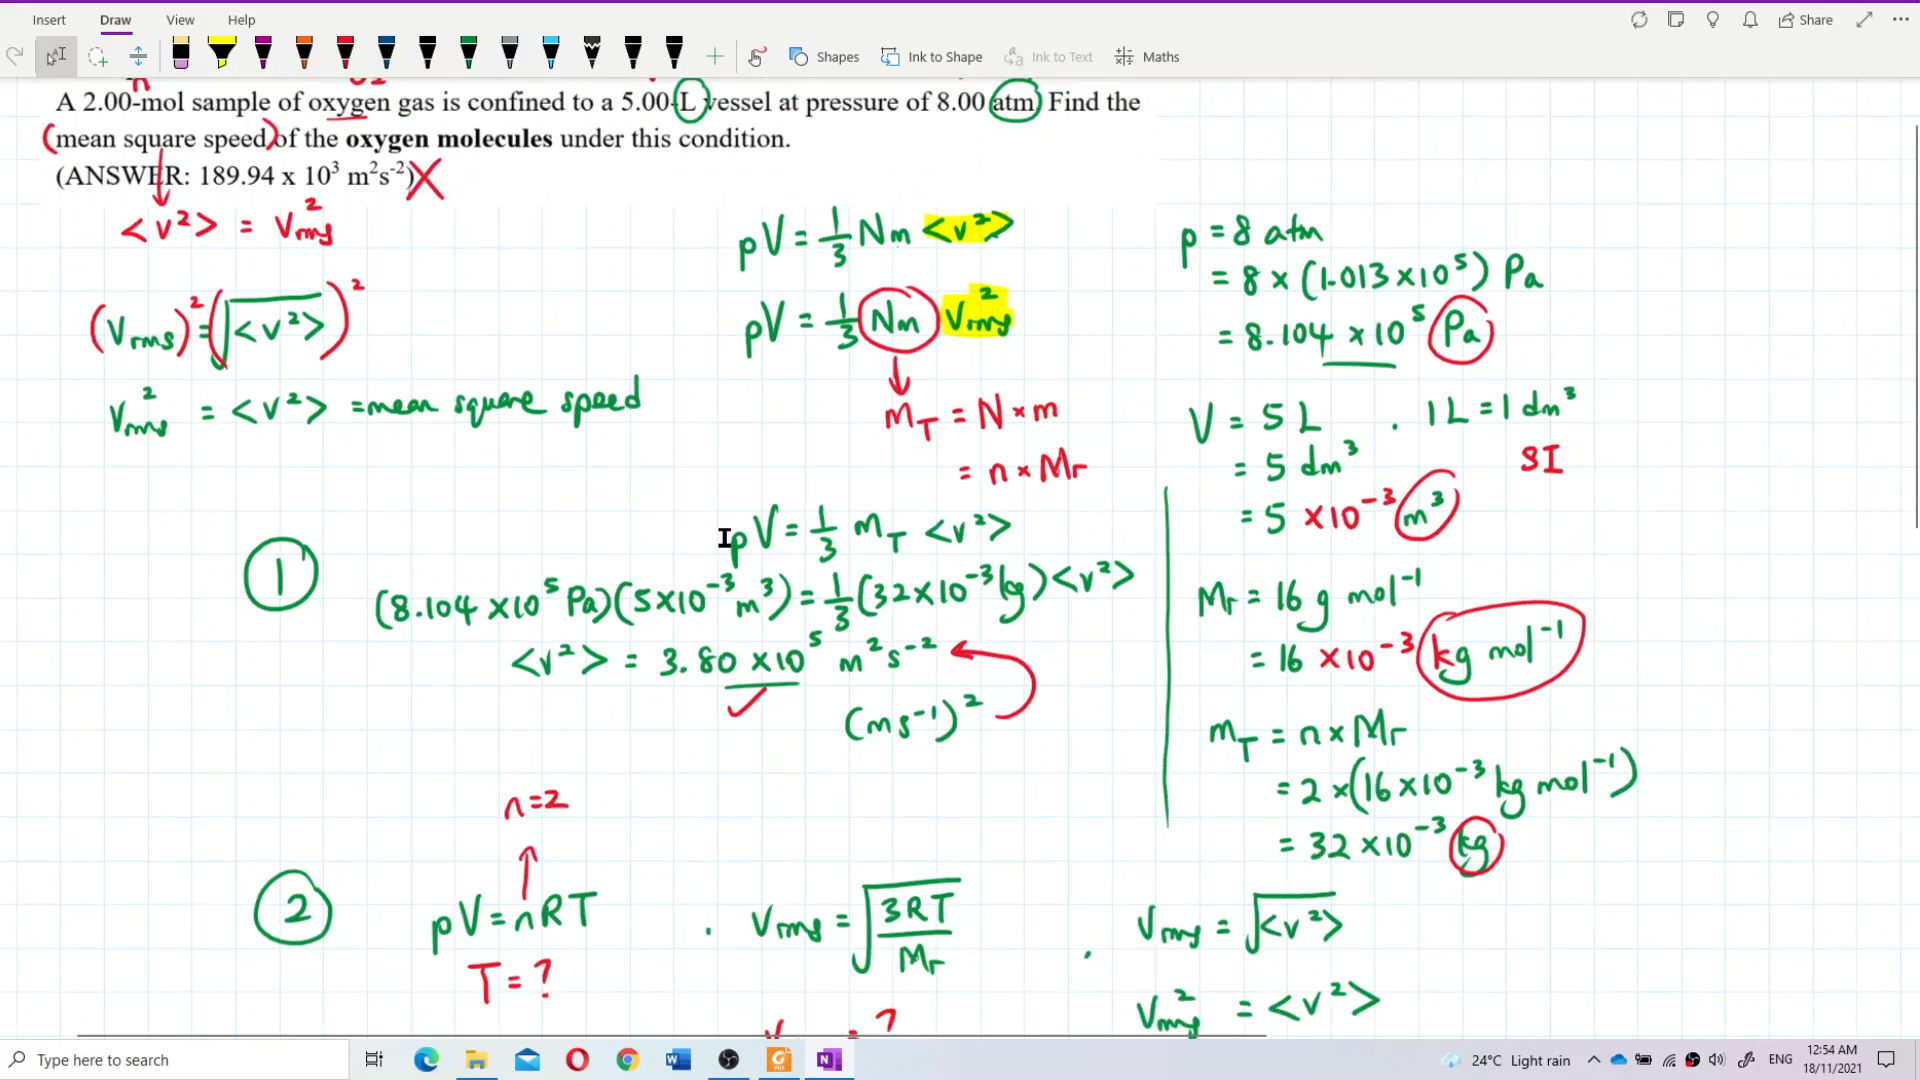 Insert Draw View Help
Share
Shapes Ink to Shape Ink to Text Maths
A 2.00-mol sample of oxygen gas is confined to a 5.00-L vessel at pressure of 8.00 atm. Find the
mean square speed of the oxygen molecules under this condition.
(ANSWER: 189.94 x 10³ m²s⁻²) X
<v²> = Vrms²
(Vrms)² = (√<v²>)²
Vrms² = <v²> = mean square speed
pV = 1/3 Nm <v²>
pV = 1/3 Nm Vrms²
m_T = N × m
= n × Mr
p = 8 atm
= 8 × (1.013 × 10⁵) Pa
= 8.104 × 10⁵ Pa
V = 5 L . 1 L = 1 dm³
= 5 dm³ SI
= 5 × 10⁻³ m³
Mr = 16 g mol⁻¹
= 16 × 10⁻³ kg mol⁻¹
m_T = n × Mr
= 2 × (16 × 10⁻³ kg mol⁻¹)
= 32 × 10⁻³ kg
1
pV = 1/3 m_T <v²>
(8.104 × 10⁵ Pa)(5 × 10⁻³ m³) = 1/3 (32 × 10⁻³ kg) <v²>
<v²> = 3.80 × 10⁵ m² s⁻²
(ms⁻¹)²
2
n = 2
pV = nRT
T = ?
. Vrms = √(3RT/Mr)
. Vrms = √<v²>
Vrms² = <v²>
Type here to search
24°C Light rain
ENG
12:54 AM
18/11/2021